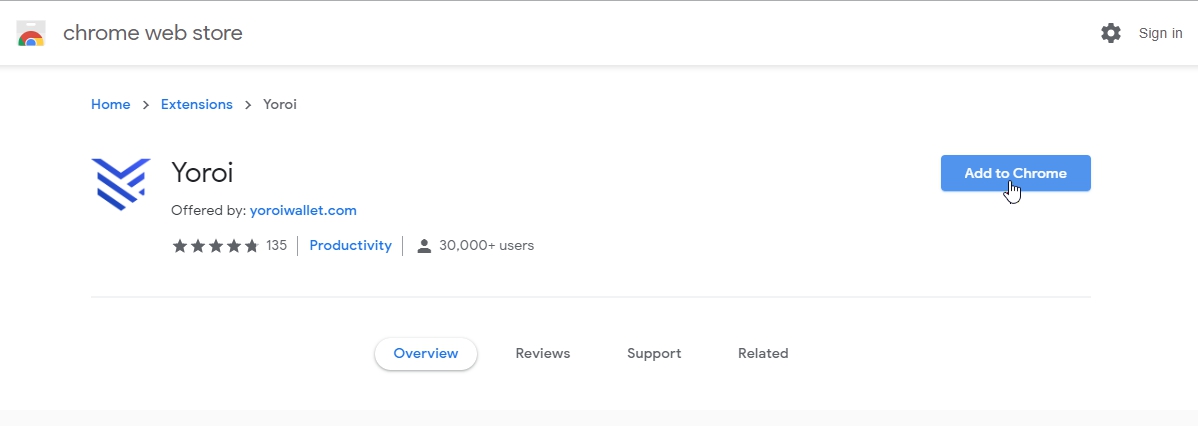 chrome web store
Sign in
Home > Extensions > Yoroi
Yoroi
Add to Chrome
Offered by: yoroiwallet.com
135 Productivity 30,000+ users
Overview Reviews Support Related